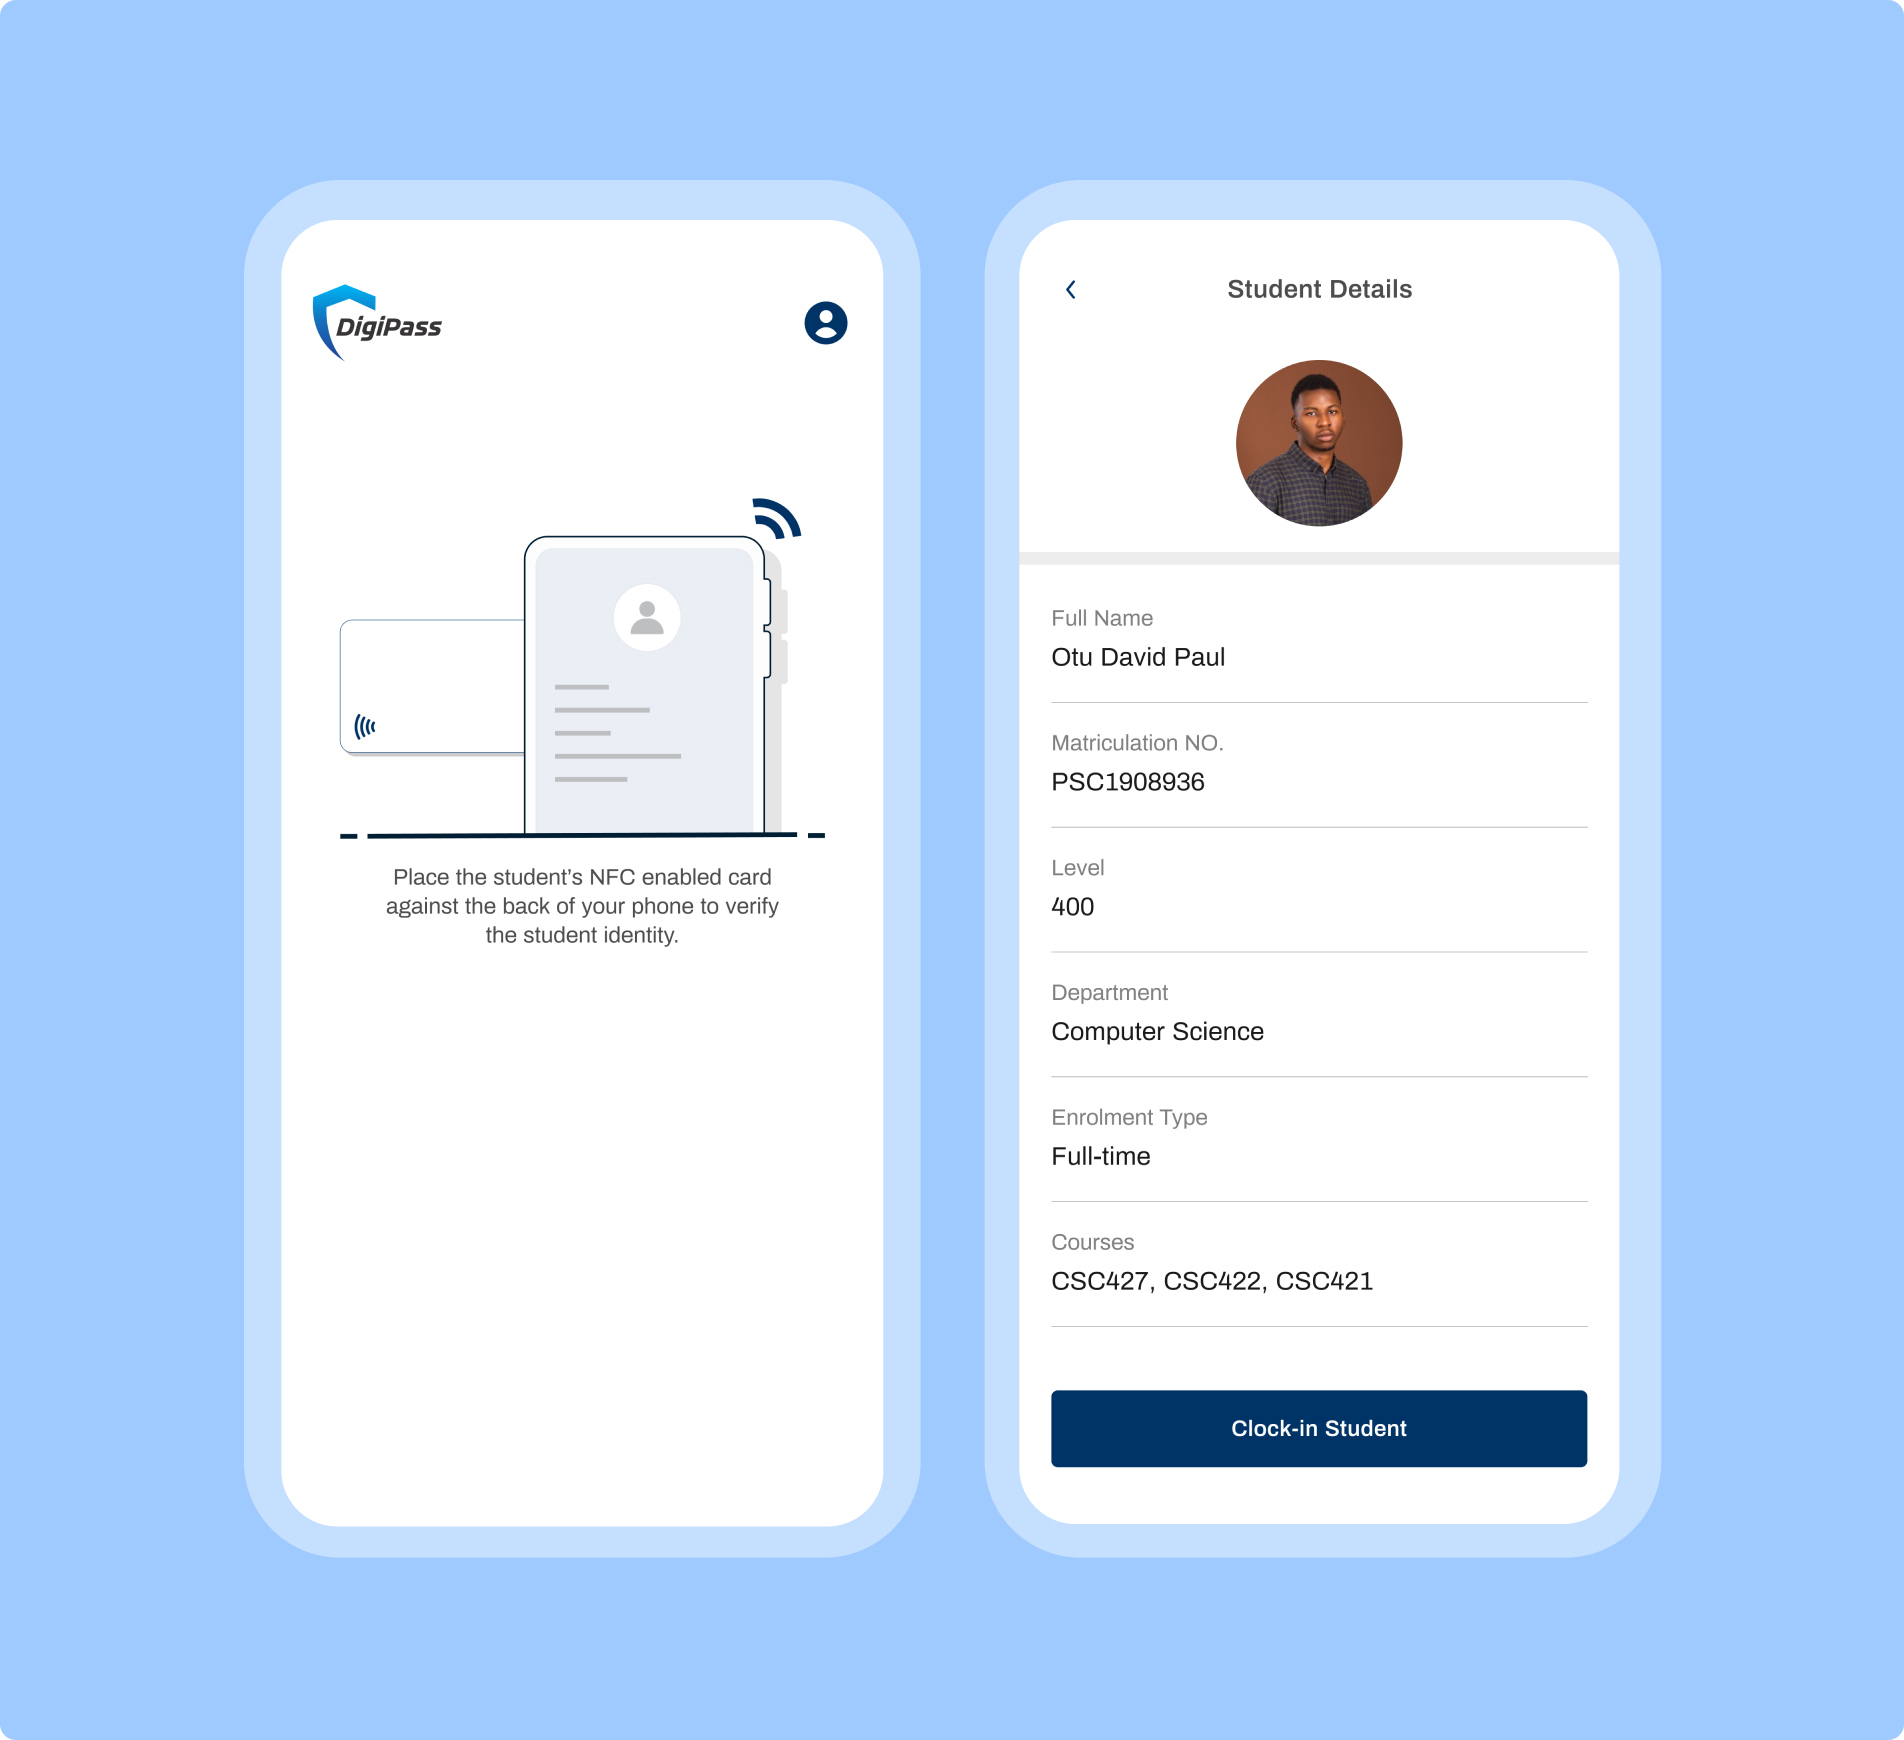 DigiPass
Place the student’s NFC enabled card
against the back of your phone to verify
the student identity.
Student Details
Full Name
Otu David Paul
Matriculation NO.
PSC1908936
Level
400
Department
Computer Science
Enrolment Type
Full-time
Courses
CSC427, CSC422, CSC421
Clock-in Student